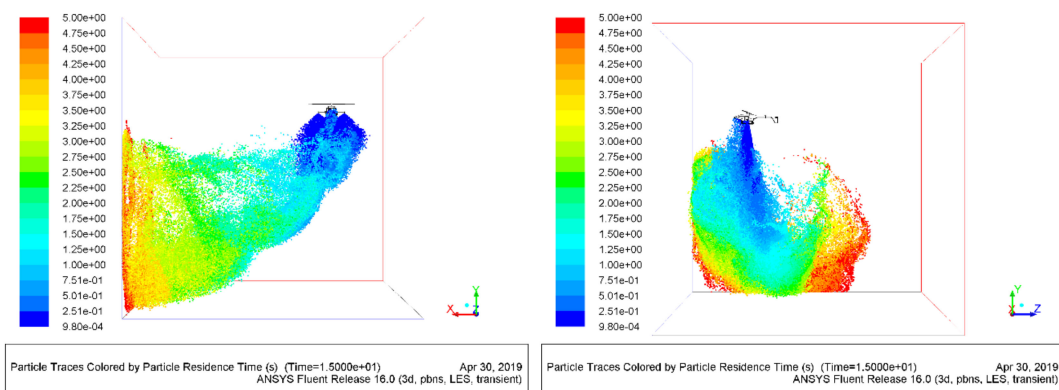 5.00e+00
4.75e+00
4.50e+00
4.25e+00
4.00e+00
3.75e+00
3.50e+00
3.25e+00
3.00e+00
2.75e+00
2.50e+00
2.25e+00
2.00e+00
1.75e+00
1.50e+00
1.25e+00
1.00e+00
7.51e-01
5.01e-01
2.51e-01
9.80e-04
Y
X
Z
Particle Traces Colored by Particle Residence Time (s) (Time=1.5000e+01) Apr 30, 2019
ANSYS Fluent Release 16.0 (3d, pbns, LES, transient)
5.00e+00
4.75e+00
4.50e+00
4.25e+00
4.00e+00
3.75e+00
3.50e+00
3.25e+00
3.00e+00
2.75e+00
2.50e+00
2.25e+00
2.00e+00
1.75e+00
1.50e+00
1.25e+00
1.00e+00
7.51e-01
5.01e-01
2.51e-01
9.80e-04
Y
X
Z
Particle Traces Colored by Particle Residence Time (s) (Time=1.5000e+01) Apr 30, 2019
ANSYS Fluent Release 16.0 (3d, pbns, LES, transient)